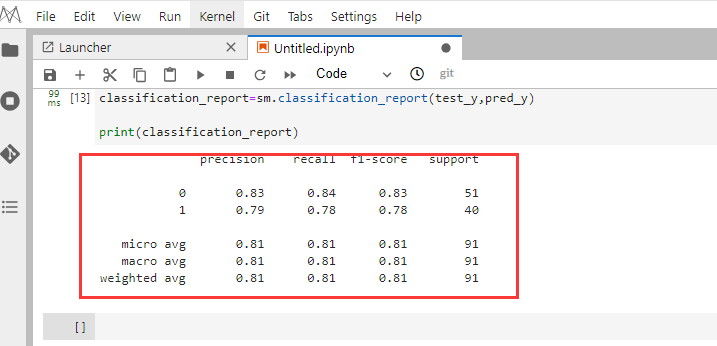 File Edit View Run Kernel Git Tabs Settings Help
Launcher Untitled.ipynb
Code git
99 ms [13] classification_report=sm.classification_report(test_y,pred_y)
print(classification_report)
precision recall f1-score support
0 0.83 0.84 0.83 51
1 0.79 0.78 0.78 40
micro avg 0.81 0.81 0.81 91
macro avg 0.81 0.81 0.81 91
weighted avg 0.81 0.81 0.81 91
[]